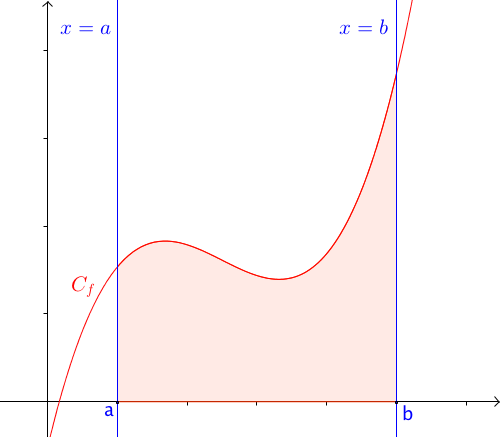 x = a
x = b
C_f
a
b